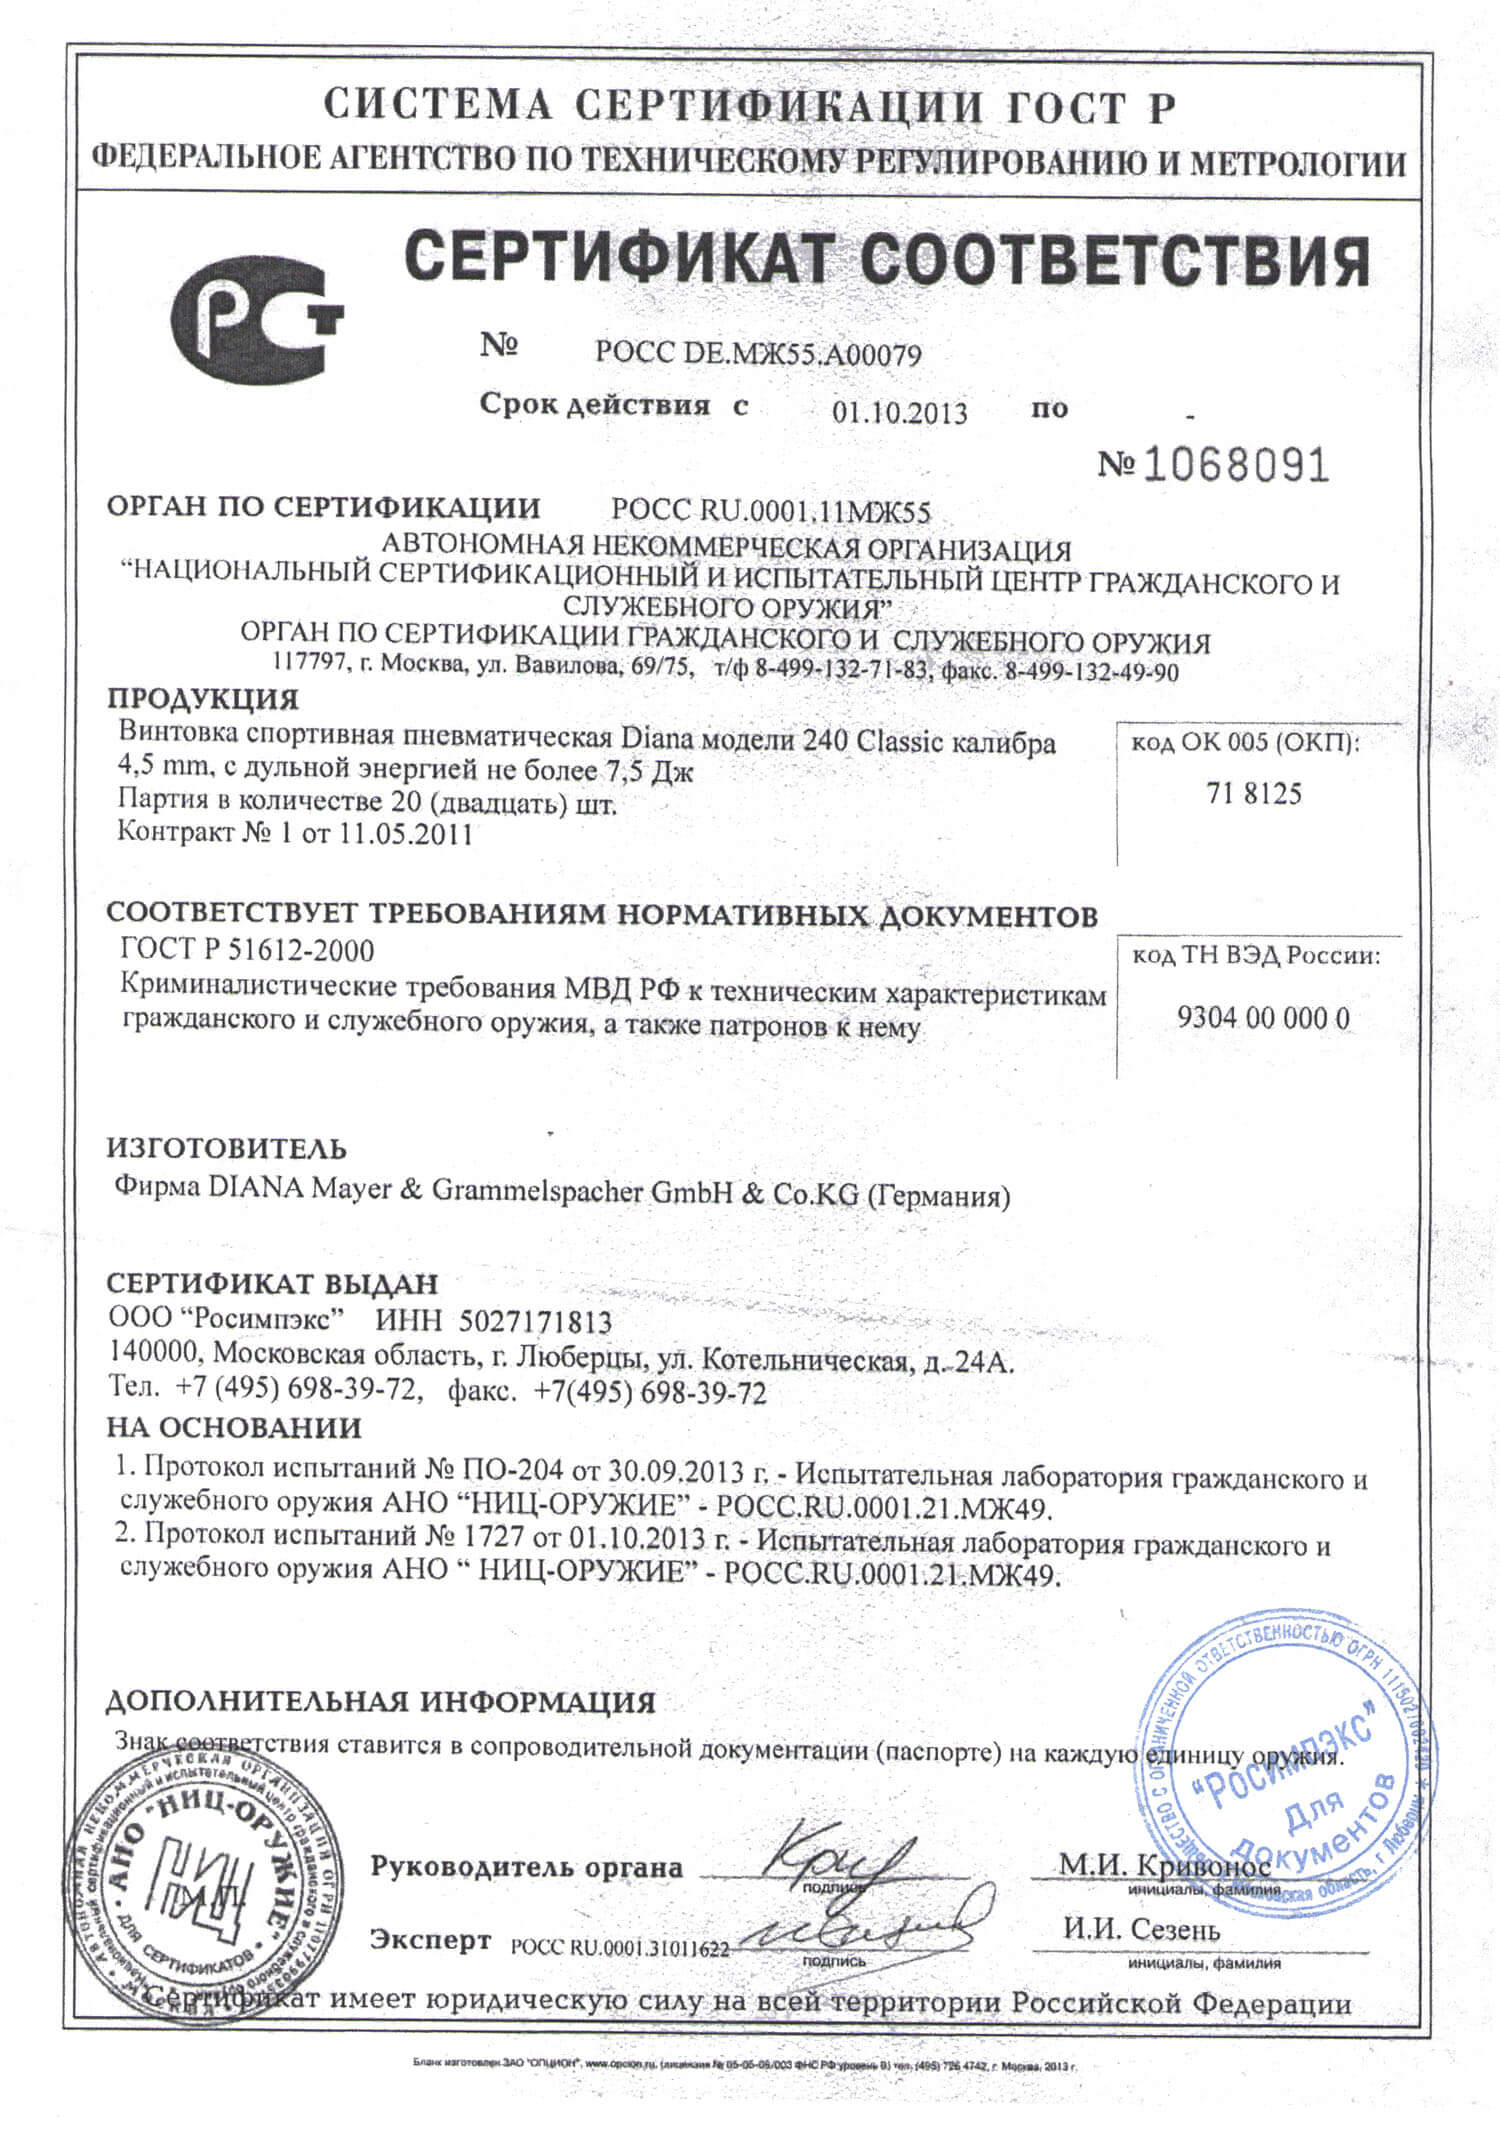 СИСТЕМА СЕРТИФИКАЦИИ ГОСТ Р
ФЕДЕРАЛЬНОЕ АГЕНТСТВО ПО ТЕХНИЧЕСКОМУ РЕГУЛИРОВАНИЮ И МЕТРОЛОГИИ
СЕРТИФИКАТ СООТВЕТСТВИЯ
РСТ
№ РОСС DE.МЖ55.А00079
Срок действия с 01.10.2013 по -
№ 1068091
ОРГАН ПО СЕРТИФИКАЦИИ РОСС RU.0001.11МЖ55
АВТОНОМНАЯ НЕКОММЕРЧЕСКАЯ ОРГАНИЗАЦИЯ
“НАЦИОНАЛЬНЫЙ СЕРТИФИКАЦИОННЫЙ И ИСПЫТАТЕЛЬНЫЙ ЦЕНТР ГРАЖДАНСКОГО И
СЛУЖЕБНОГО ОРУЖИЯ”
ОРГАН ПО СЕРТИФИКАЦИИ ГРАЖДАНСКОГО И СЛУЖЕБНОГО ОРУЖИЯ
117797, г. Москва, ул. Вавилова, 69/75, т/ф 8-499-132-71-83, факс. 8-499-132-49-90
ПРОДУКЦИЯ
Винтовка спортивная пневматическая Diana модели 240 Classic калибра
4,5 mm, с дульной энергией не более 7,5 Дж
Партия в количестве 20 (двадцать) шт.
Контракт № 1 от 11.05.2011
код ОК 005 (ОКП):
71 8125
СООТВЕТСТВУЕТ ТРЕБОВАНИЯМ НОРМАТИВНЫХ ДОКУМЕНТОВ
ГОСТ Р 51612-2000
Криминалистические требования МВД РФ к техническим характеристикам
гражданского и служебного оружия, а также патронов к нему
код ТН ВЭД России:
9304 00 000 0
ИЗГОТОВИТЕЛЬ
Фирма DIANA Mayer & Grammelspacher GmbH & Co.KG (Германия)
СЕРТИФИКАТ ВЫДАН
ООО “Росимпэкс” ИНН 5027171813
140000, Московская область, г. Люберцы, ул. Котельническая, д. 24А.
Тел. +7 (495) 698-39-72, факс. +7(495) 698-39-72
НА ОСНОВАНИИ
1. Протокол испытаний № ПО-204 от 30.09.2013 г. - Испытательная лаборатория гражданского и
служебного оружия АНО “НИЦ-ОРУЖИЕ” - РОСС.RU.0001.21.МЖ49.
2. Протокол испытаний № 1727 от 01.10.2013 г. - Испытательная лаборатория гражданского и
служебного оружия АНО “ НИЦ-ОРУЖИЕ” - РОСС.RU.0001.21.МЖ49.
ДОПОЛНИТЕЛЬНАЯ ИНФОРМАЦИЯ
Знак соответствия ставится в сопроводительной документации (паспорте) на каждую единицу оружия.
АНО "НИЦ-ОРУЖИЕ"
НИЦ
М.П.
ДЛЯ СЕРТИФИКАТОВ
ОБЩЕСТВО С ОГРАНИЧЕННОЙ ОТВЕТСТВЕННОСТЬЮ ОГРН
“Росимпэкс”
Для
документов
Руководитель органа
подпись
М.И. Кривонос
инициалы, фамилия
Эксперт РОСС RU.0001.31011622
подпись
И.И. Сезень
инициалы, фамилия
Сертификат имеет юридическую силу на всей территории Российской Федерации
Бланк изготовлен ЗАО "ОПЦИОН", www.opcion.ru, (лицензия № 05-05-09/003 ФНС РФ уровень В) тел. (495) 726 4742, г. Москва, 2013 г.